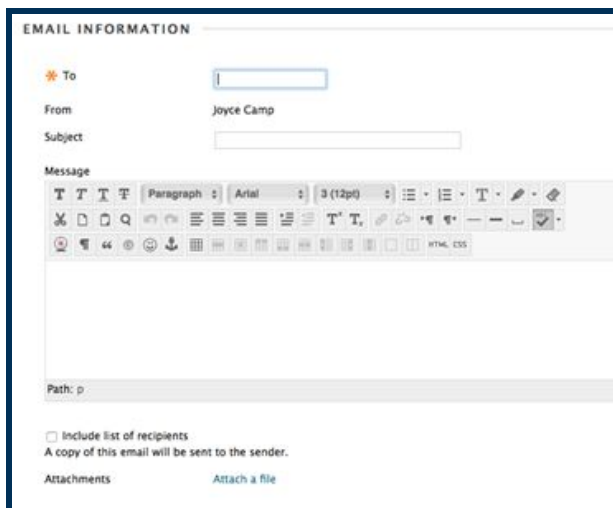 EMAIL INFORMATION
* To
From Joyce Camp
Subject
Message
T T T T Paragraph Arial 3 (12pt) T
T
HTML CSS
Path: p
Include list of recipients
A copy of this email will be sent to the sender.
Attachments Attach a file